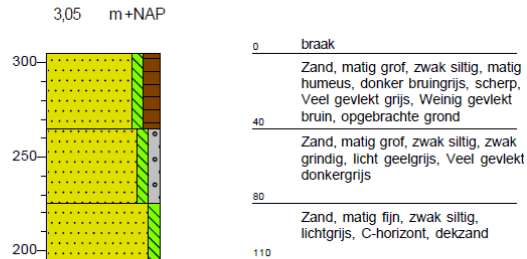 3,05 m+NAP
0 braak
300
Zand, matig grof, zwak siltig, matig
humeus, donker bruingrijs, scherp,
Veel gevlekt grijs, Weinig gevlekt
bruin, opgebrachte grond
40
Zand, matig grof, zwak siltig, zwak
grindig, licht geelgrijs, Veel gevlekt
donkergrijs
250
80
Zand, matig fijn, zwak siltig,
lichtgrijs, C-horizont, dekzand
200
110